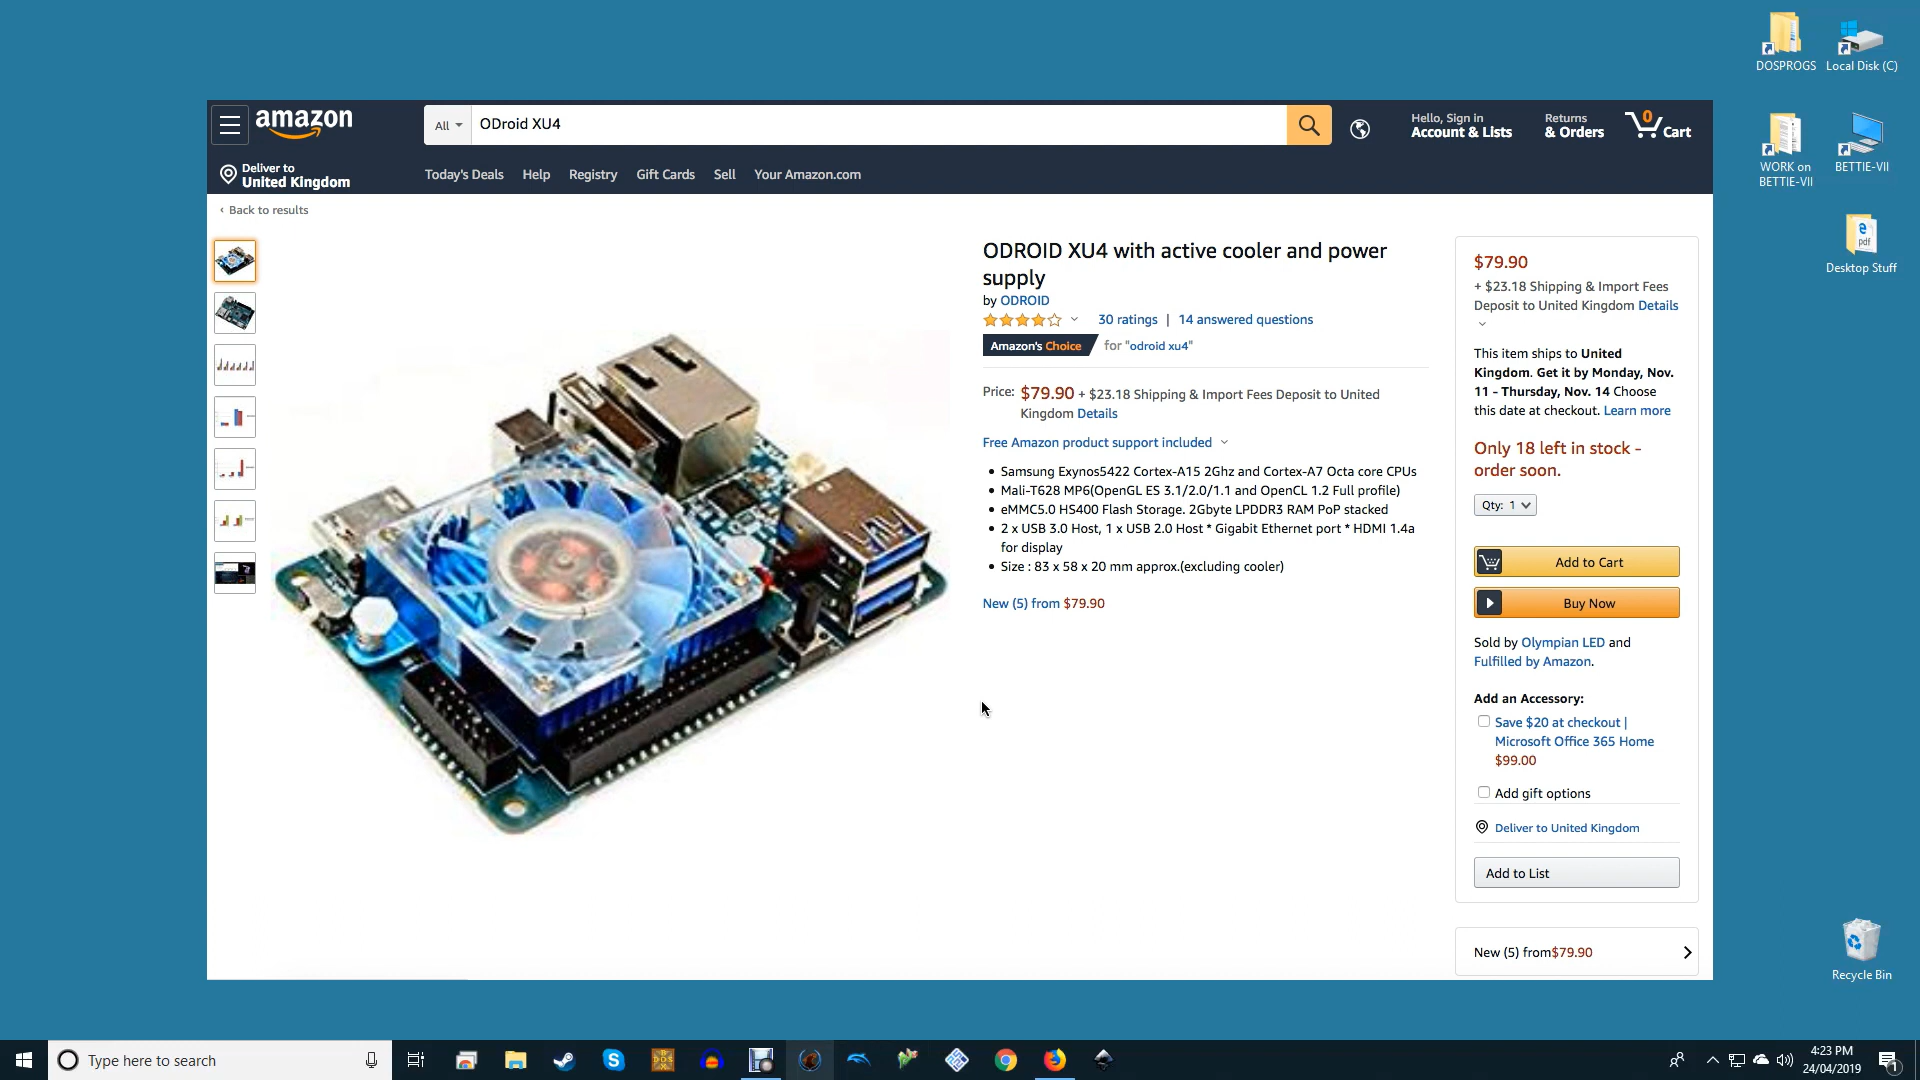 DOSPROGS
Local Disk (C)
WORK on
BETTIE-VII
BETTIE-VII
pdf
Desktop Stuff
Recycle Bin
amazon
All
ODroid XU4
Hello, Sign in
Account & Lists
Returns
& Orders
0
Cart
Deliver to
United Kingdom
Today's Deals
Help
Registry
Gift Cards
Sell
Your Amazon.com
‹ Back to results
ODROID XU4 with active cooler and power
supply
by ODROID
30 ratings | 14 answered questions
Amazon's Choice for "odroid xu4"
Price: $79.90 + $23.18 Shipping & Import Fees Deposit to United
Kingdom Details
Free Amazon product support included
• Samsung Exynos5422 Cortex-A15 2Ghz and Cortex-A7 Octa core CPUs
• Mali-T628 MP6(OpenGL ES 3.1/2.0/1.1 and OpenCL 1.2 Full profile)
• eMMC5.0 HS400 Flash Storage. 2Gbyte LPDDR3 RAM PoP stacked
• 2 x USB 3.0 Host, 1 x USB 2.0 Host * Gigabit Ethernet port * HDMI 1.4a
for display
• Size : 83 x 58 x 20 mm approx.(excluding cooler)
New (5) from $79.90
$79.90
+ $23.18 Shipping & Import Fees
Deposit to United Kingdom Details
This item ships to United
Kingdom. Get it by Monday, Nov.
11 - Thursday, Nov. 14 Choose
this date at checkout. Learn more
Only 18 left in stock -
order soon.
Qty: 1
Add to Cart
Buy Now
Sold by Olympian LED and
Fulfilled by Amazon.
Add an Accessory:
Save $20 at checkout |
Microsoft Office 365 Home
$99.00
Add gift options
Deliver to United Kingdom
Add to List
New (5) from$79.90
Type here to search
DOS
4:23 PM
24/04/2019
1